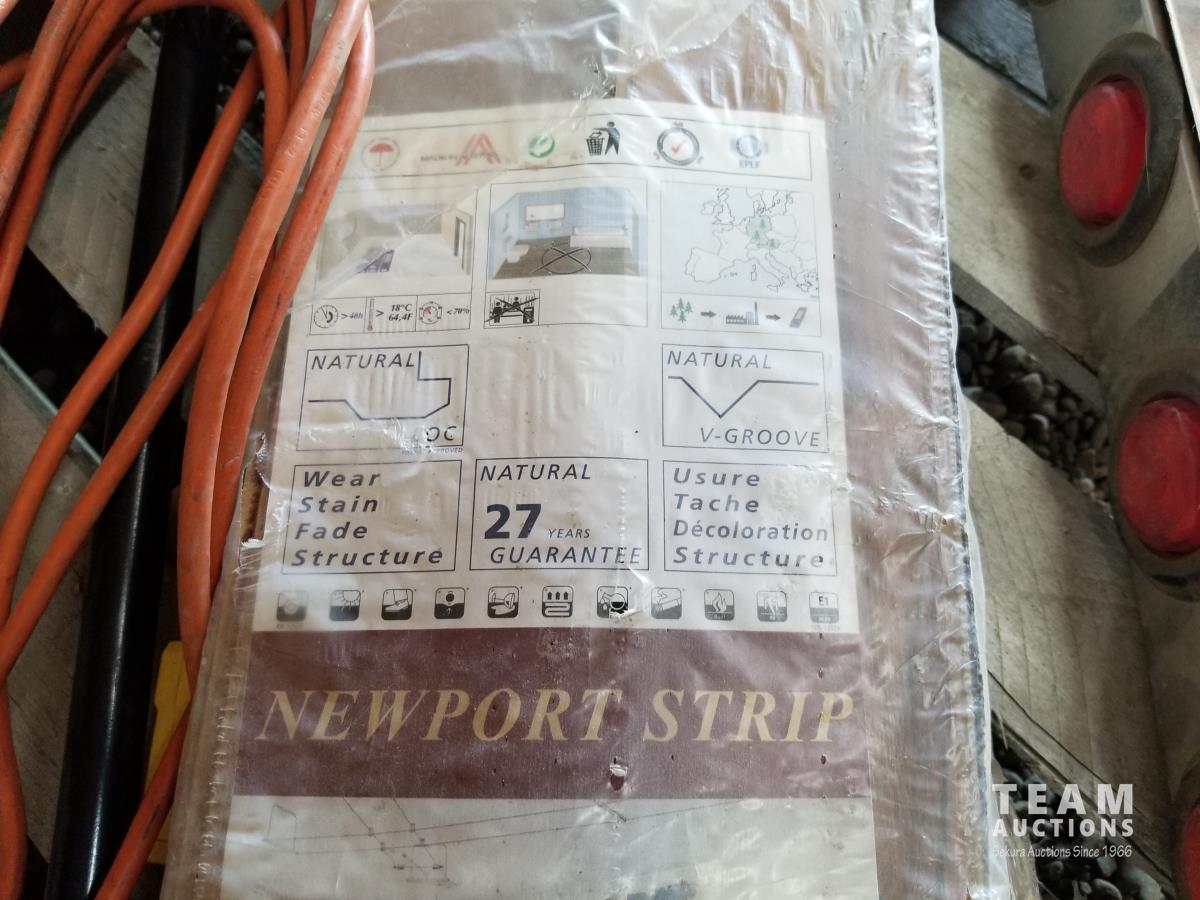 EPLF
> 48h
> 18°C
64,4F
< 70%
NATURAL
LOC
NATURAL
V-GROOVE
Wear
Stain
Fade
Structure
NATURAL
27 YEARS
GUARANTEE
Usure
Tache
Décoloration
Structure
E1
NEWPORT STRIP
TEAM
AUCTIONS
Sekura Auctions Since 1966